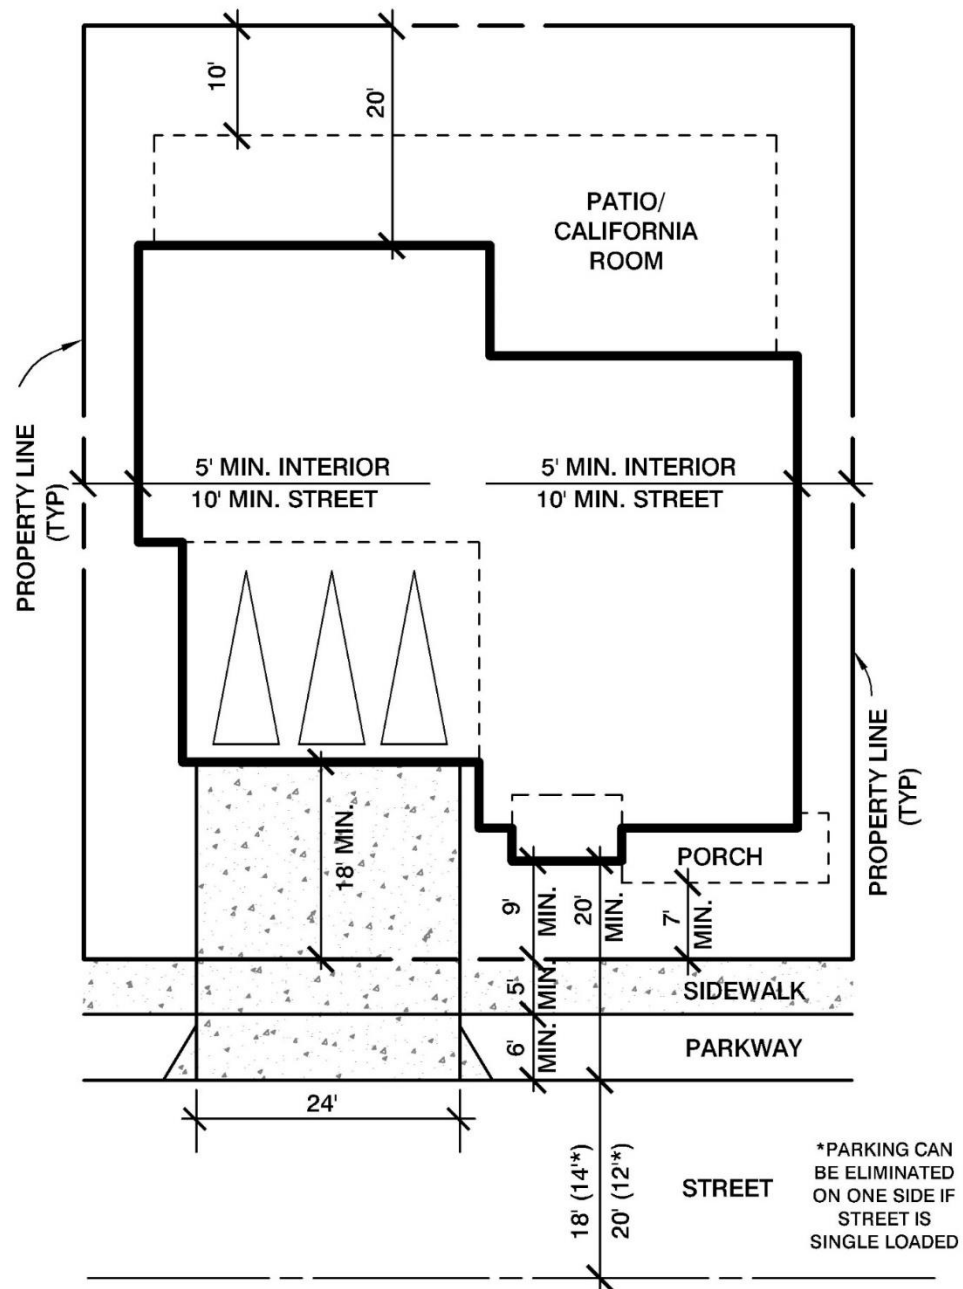 10'
20'
PATIO/
CALIFORNIA
ROOM
PROPERTY LINE
(TYP)
5' MIN. INTERIOR
10' MIN. STREET
5' MIN. INTERIOR
10' MIN. STREET
PROPERTY LINE
(TYP)
18' MIN.
PORCH
9'
MIN.
20'
MIN.
7'
MIN.
5'
MIN.
SIDEWALK
6'
MIN.
PARKWAY
24'
18' (14'*)
20' (12'*)
STREET
*PARKING CAN
BE ELIMINATED
ON ONE SIDE IF
STREET IS
SINGLE LOADED